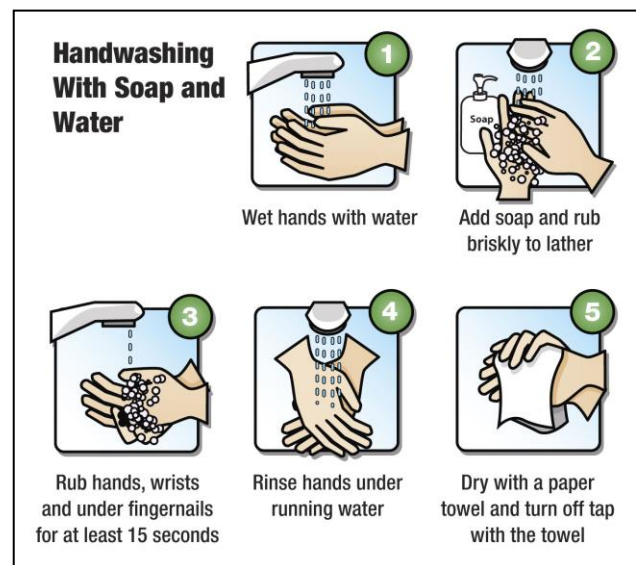 Handwashing
With Soap and
Water
1
Wet hands with water
2
Soap
Add soap and rub
briskly to lather
3
Rub hands, wrists
and under fingernails
for at least 15 seconds
4
Rinse hands under
running water
5
Dry with a paper
towel and turn off tap
with the towel